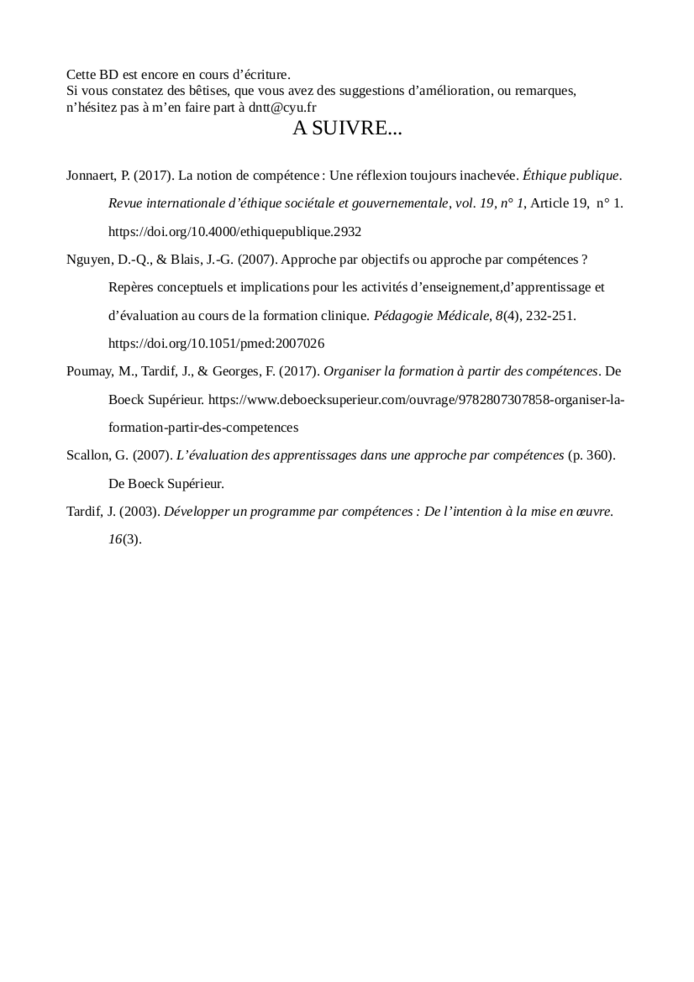 Cette BD est encore en cours d’écriture.
Si vous constatez des bêtises, que vous avez des suggestions d’amélioration, ou remarques,
n’hésitez pas à m’en faire part à dntt@cyu.fr
A SUIVRE...
Jonnaert, P. (2017). La notion de compétence : Une réflexion toujours inachevée. Éthique publique.
Revue internationale d’éthique sociétale et gouvernementale, vol. 19, n° 1, Article 19, n° 1.
https://doi.org/10.4000/ethiquepublique.2932
Nguyen, D.-Q., & Blais, J.-G. (2007). Approche par objectifs ou approche par compétences ?
Repères conceptuels et implications pour les activités d’enseignement,d’apprentissage et
d’évaluation au cours de la formation clinique. Pédagogie Médicale, 8(4), 232-251.
https://doi.org/10.1051/pmed:2007026
Poumay, M., Tardif, J., & Georges, F. (2017). Organiser la formation à partir des compétences. De
Boeck Supérieur. https://www.deboecksuperieur.com/ouvrage/9782807307858-organiser-la-
formation-partir-des-competences
Scallon, G. (2007). L’évaluation des apprentissages dans une approche par compétences (p. 360).
De Boeck Supérieur.
Tardif, J. (2003). Développer un programme par compétences : De l’intention à la mise en œuvre.
16(3).